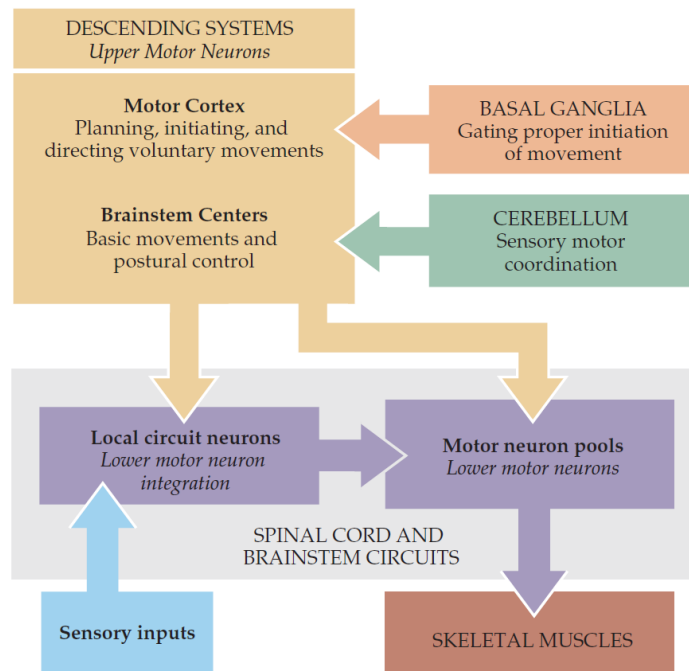 DESCENDING SYSTEMS
Upper Motor Neurons
Motor Cortex
Planning, initiating, and
directing voluntary movements
Brainstem Centers
Basic movements and
postural control
BASAL GANGLIA
Gating proper initiation
of movement
CEREBELLUM
Sensory motor
coordination
Local circuit neurons
Lower motor neuron
integration
Motor neuron pools
Lower motor neurons
SPINAL CORD AND
BRAINSTEM CIRCUITS
Sensory inputs
SKELETAL MUSCLES